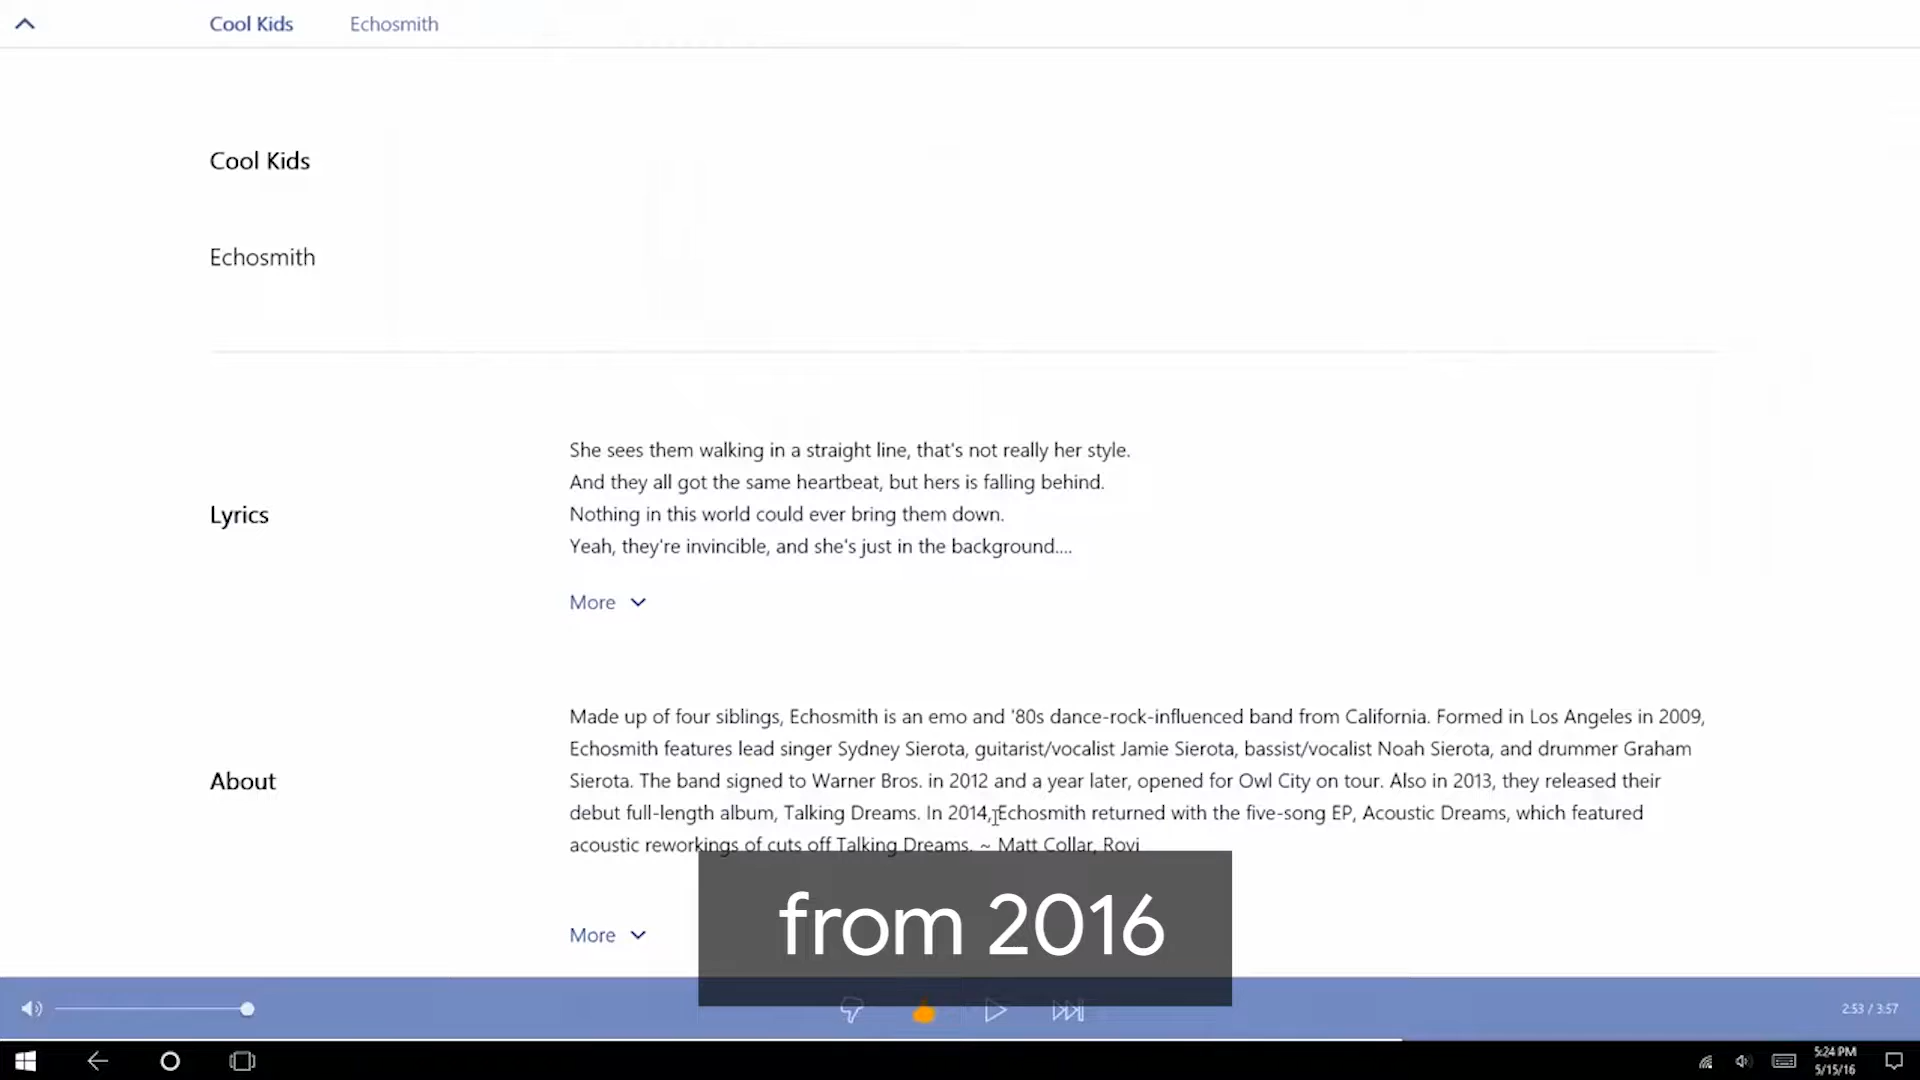 Cool Kids Echosmith
Cool Kids
Echosmith
Lyrics
She sees them walking in a straight line, that's not really her style.
And they all got the same heartbeat, but hers is falling behind.
Nothing in this world could ever bring them down.
Yeah, they're invincible, and she's just in the background....
More
About
Made up of four siblings, Echosmith is an emo and '80s dance-rock-influenced band from California. Formed in Los Angeles in 2009,
Echosmith features lead singer Sydney Sierota, guitarist/vocalist Jamie Sierota, bassist/vocalist Noah Sierota, and drummer Graham
Sierota. The band signed to Warner Bros. in 2012 and a year later, opened for Owl City on tour. Also in 2013, they released their
debut full-length album, Talking Dreams. In 2014, Echosmith returned with the five-song EP, Acoustic Dreams, which featured
acoustic reworkings of cuts off Talking Dreams. ~ Matt Collar, Rovi
More
from 2016
2:53 / 3:57
5:24 PM
5/15/16